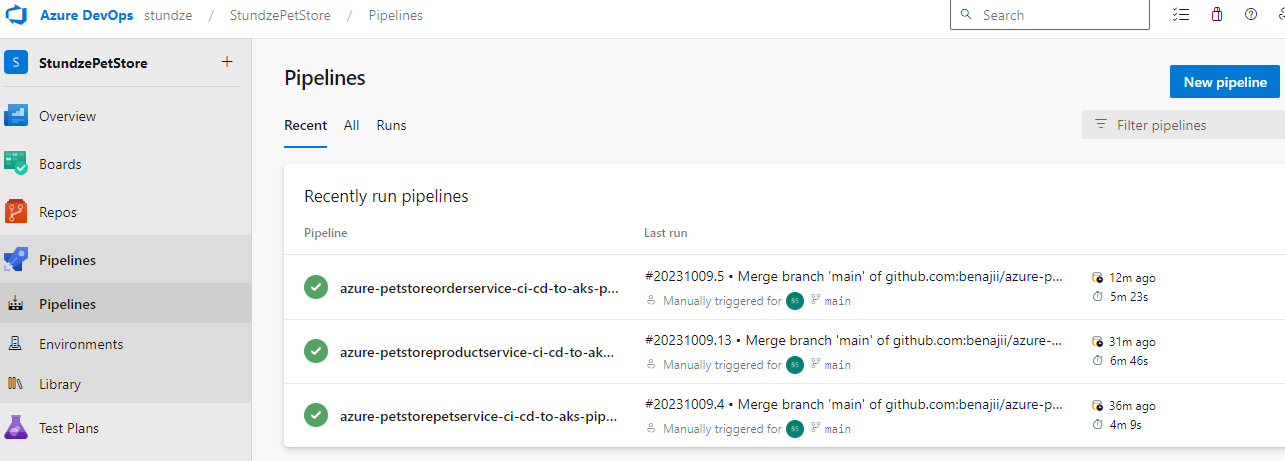 Azure DevOps stundze / StundzePetStore / Pipelines Search
S StundzePetStore +
Overview
Boards
Repos
Pipelines
Pipelines
Environments
Library
Test Plans
Pipelines
New pipeline
Recent All Runs
Filter pipelines
Recently run pipelines
Pipeline Last run
azure-petstoreorderservice-ci-cd-to-aks-p...
#20231009.5 • Merge branch 'main' of github.com:benajii/azure-p...
Manually triggered for BS main
12m ago
5m 23s
azure-petstoreproductservice-ci-cd-to-ak...
#20231009.13 • Merge branch 'main' of github.com:benajii/azure-...
Manually triggered for BS main
31m ago
6m 46s
azure-petstorepetservice-ci-cd-to-aks-pip...
#20231009.4 • Merge branch 'main' of github.com:benajii/azure-p...
Manually triggered for BS main
36m ago
4m 9s